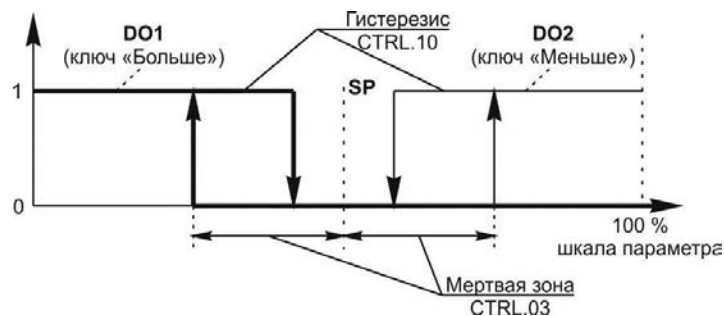 DO1
(ключ «Больше»)
Гистерезис
CTRL.10
DO2
(ключ «Меньше»)
1
SP
0
100 %
шкала параметра
Мертвая зона
CTRL.03